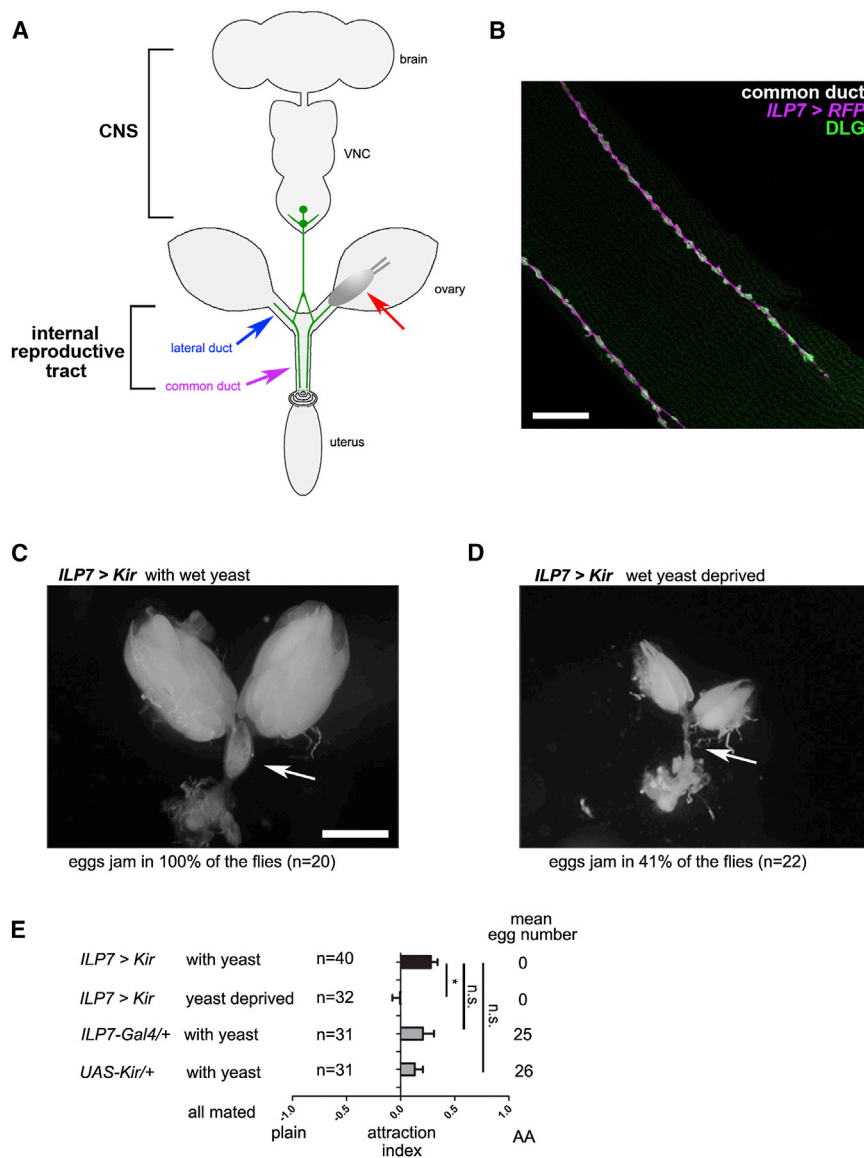 A
brain
CNS
VNC
ovary
internal
reproductive
tract
lateral duct
common duct
uterus
B
common duct
ILP7 > RFP
DLG
C
ILP7 > Kir with wet yeast
eggs jam in 100% of the flies (n=20)
D
ILP7 > Kir wet yeast deprived
eggs jam in 41% of the flies (n=22)
E
mean
egg number
ILP7 > Kir with yeast n=40 0
ILP7 > Kir yeast deprived n=32 0
ILP7-Gal4/+ with yeast n=31 25
UAS-Kir/+ with yeast n=31 26
*
n.s.
n.s.
all mated
-1.0 -0.5 0.0 0.5 1.0
plain attraction AA
index